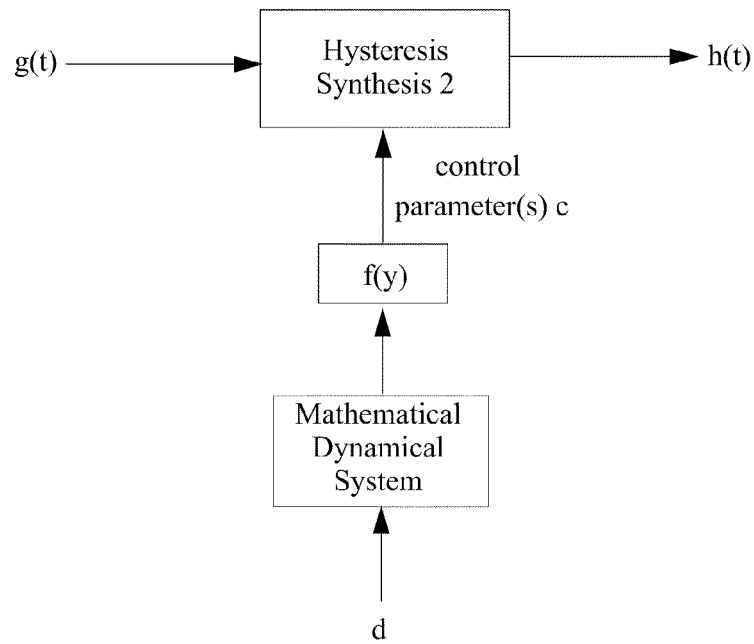 g(t)
Hysteresis
Synthesis 2
h(t)
control
parameter(s) c
f(y)
Mathematical
Dynamical
System
d